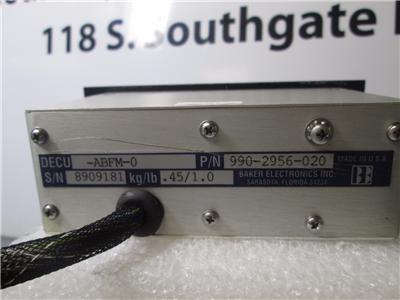 118 S. Southgate
DECU -ABFM-0 P/N 990-2956-020 MADE IN U.S.A.
S/N 8909181 kg/lb .45/1.0 BAKER ELECTRONICS INC. BE
SARASOTA, FLORIDA